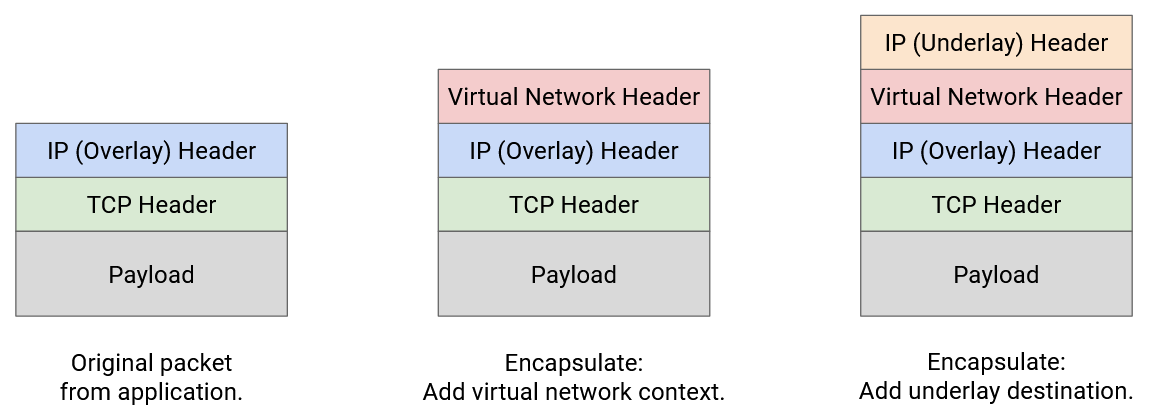 IP (Overlay) Header
TCP Header
Payload
Original packet
from application.
Virtual Network Header
IP (Overlay) Header
TCP Header
Payload
Encapsulate:
Add virtual network context.
IP (Underlay) Header
Virtual Network Header
IP (Overlay) Header
TCP Header
Payload
Encapsulate:
Add underlay destination.